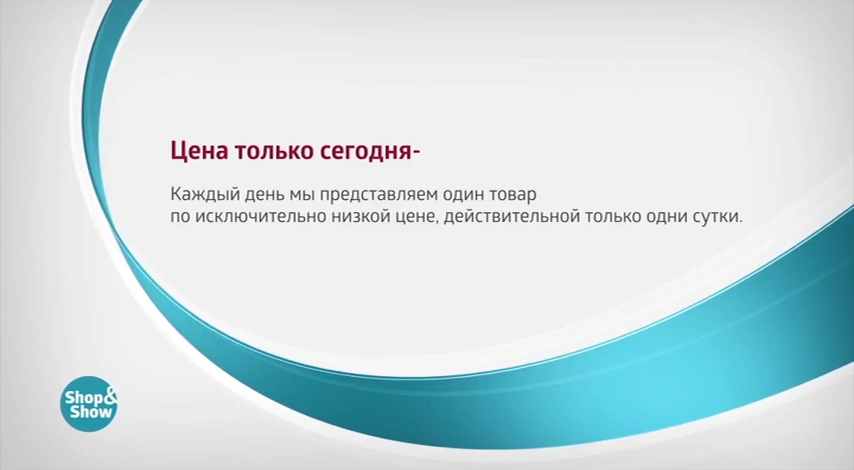 Цена только сегодня-
Каждый день мы представляем один товар
по исключительно низкой цене, действительной только одни сутки.
Shop&
Show